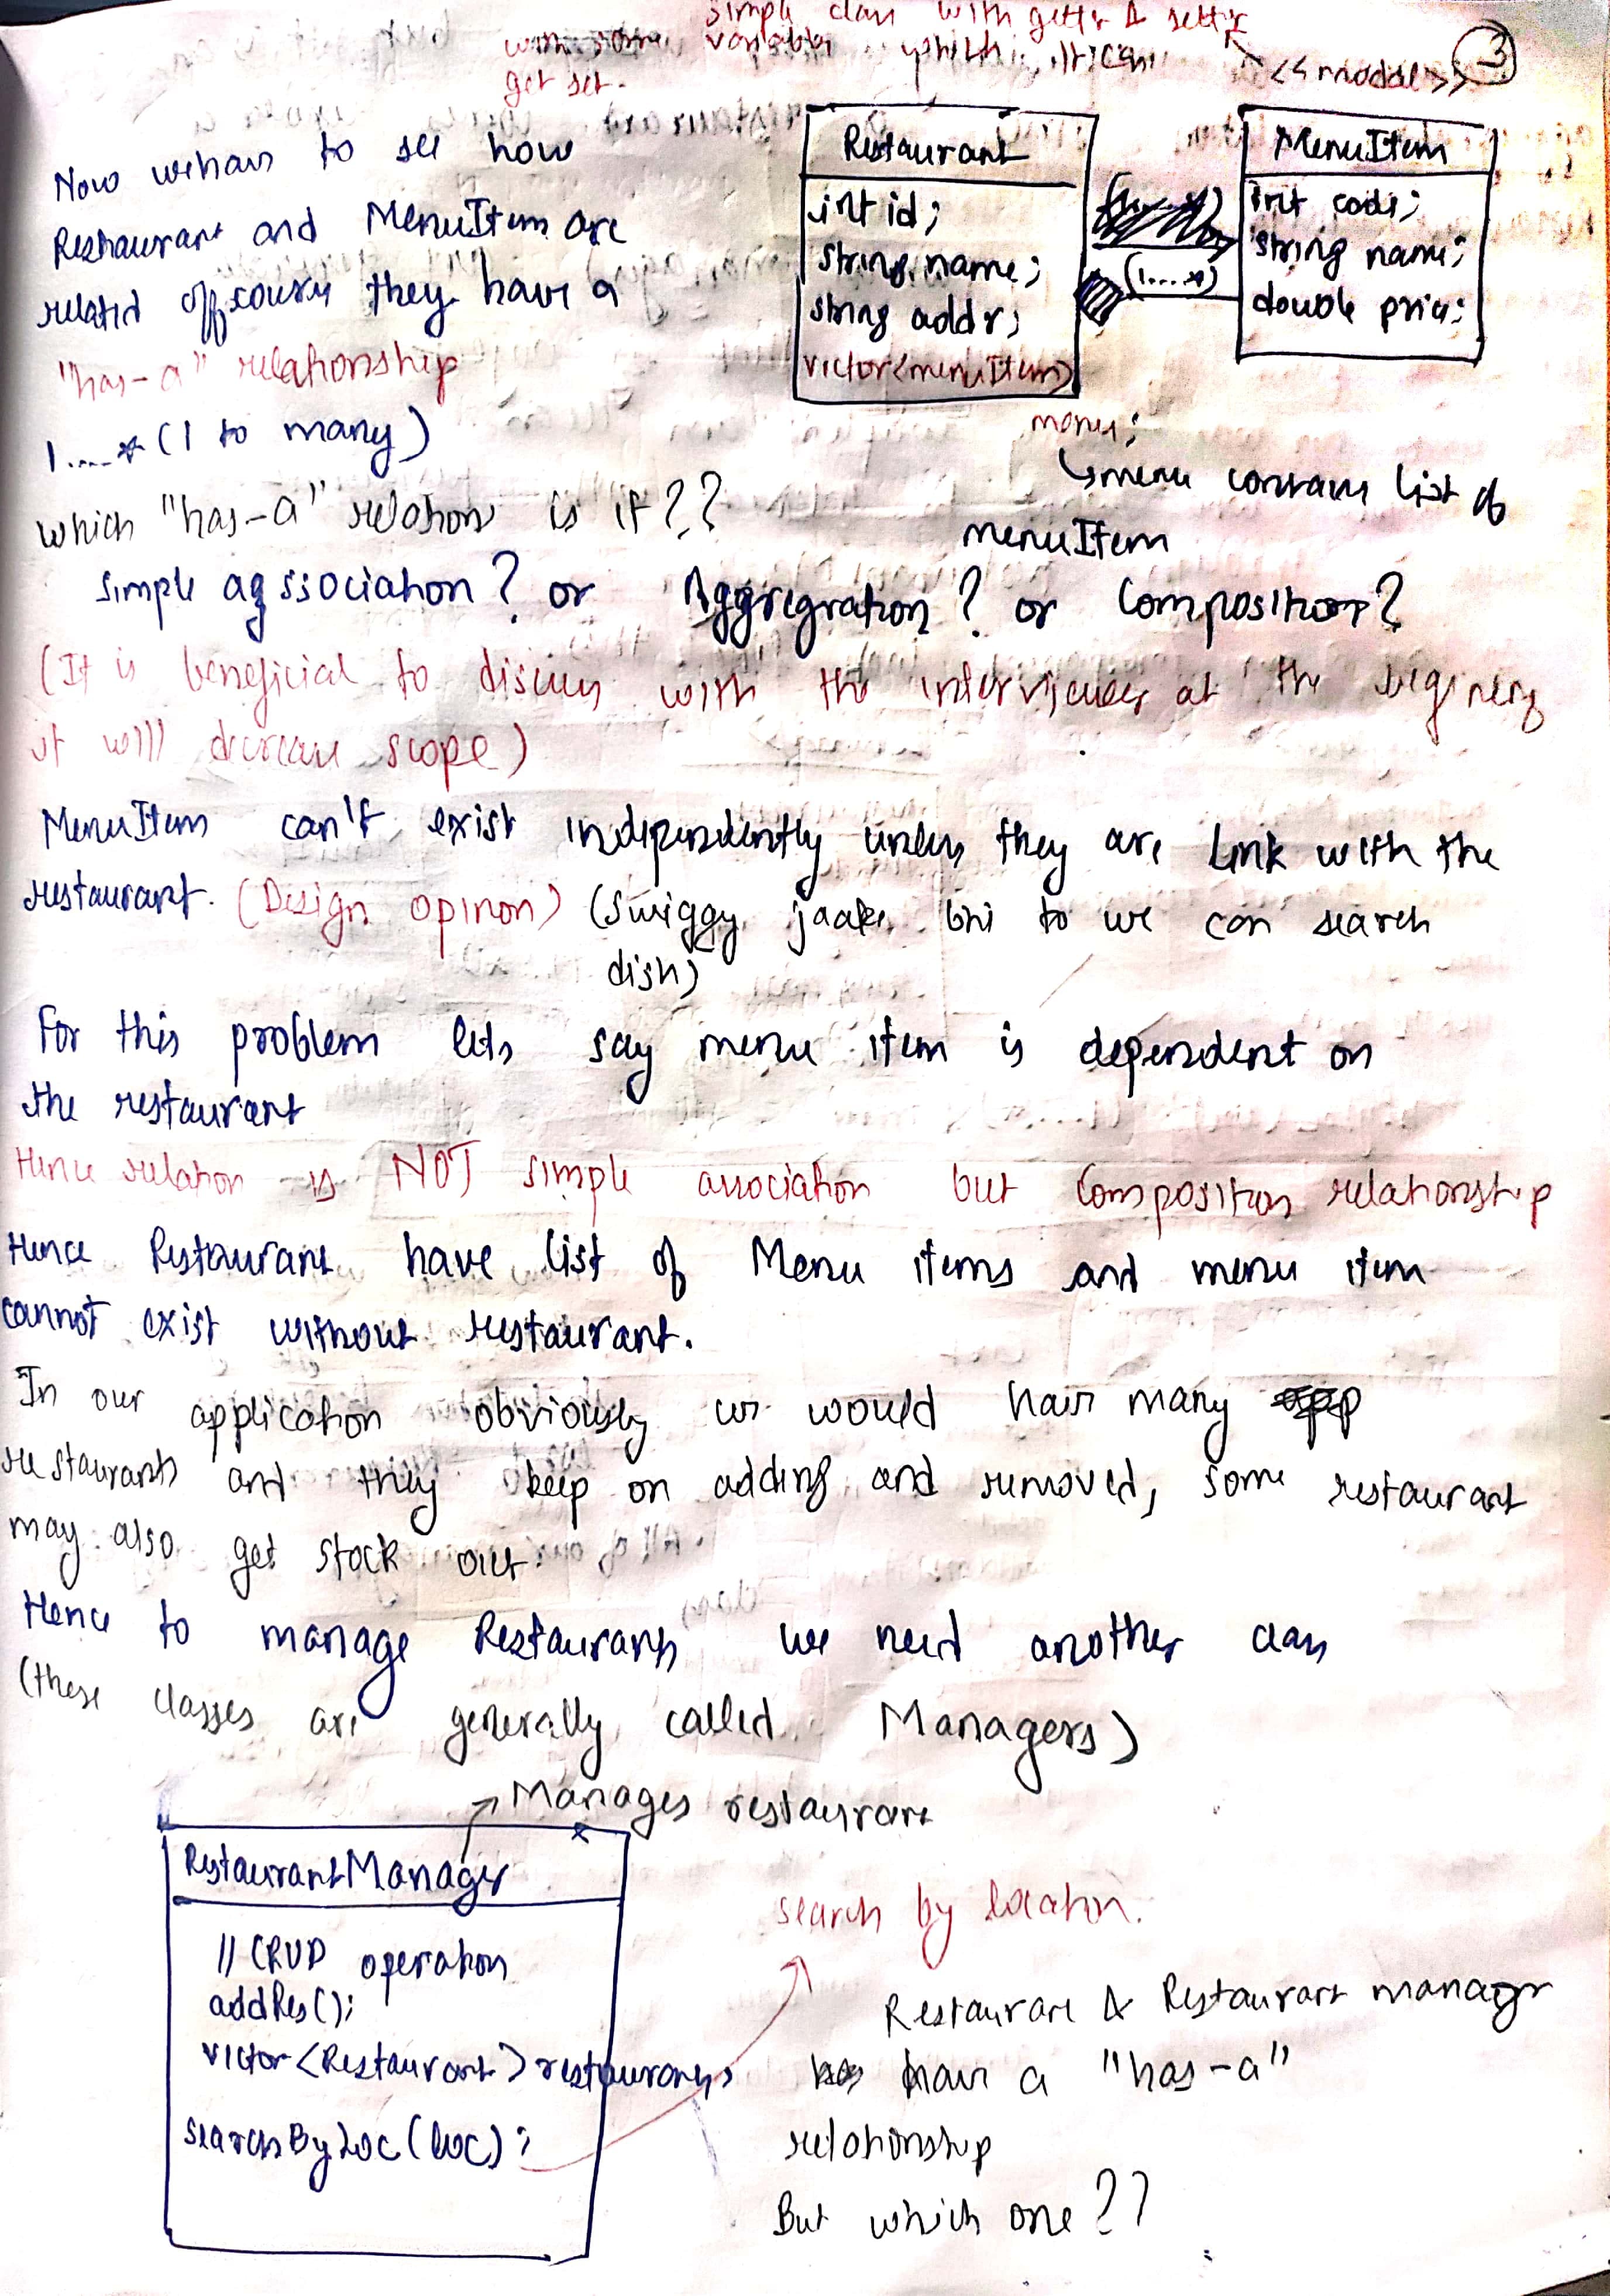 simple class with getter & setter
with some variables which it can
get set.
<<model>>
3
Now we have to see how
Restaurant and MenuItem are
related offcourse they have a
"has-a" relationship
1....* (1 to many)
Restaurant
int id;
string name;
string addr;
vector<menuItem>
menu;
(1....*)
MenuItem
int code;
string name;
double price;
↳menu contains list of
menuItem
which "has-a" relation is it??
simple agssociation? or Aggregration? or Composition?
(It is beneficial to discuss with the interviewer at the begining
it will decrease scope)
MenuItem can't exist independently unless they are link with the
restaurant. (Design opinon) (Swiggy jaake bhi to we can search
dish)
For this problem lets say menu item is dependent on
the restaurant
Hence relation is NOT simple association but Composition relationship
Hence Restaurant have list of Menu items and menu item
cannot exist without restaurant.
In our application obviously we would have many
restaurants and they keep on adding and removed, some restaurant
may also get stock out.
Hence to manage Restaurants we need another class
(these classes are generally called Managers)
→ Manages restaurant
RestaurantManager
//CRUD operation
addRes();
vector<Restaurant> restaurants;
searchByLoc(loc);
search by location.
Restaurant & Restaurant manager
have a "has-a"
relationship
But which one??